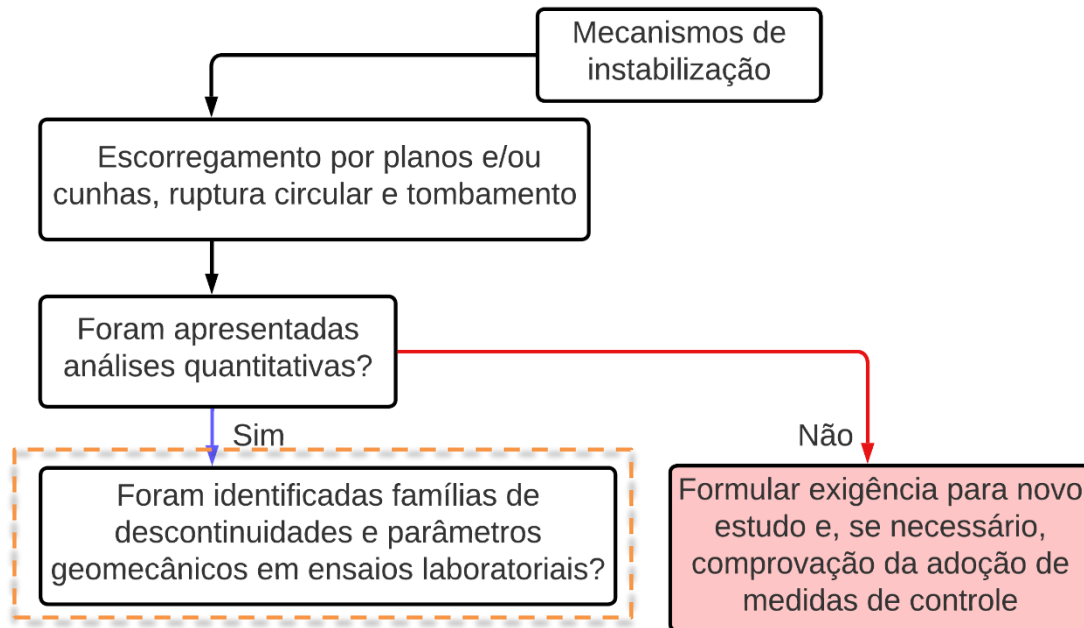 Mecanismos de
instabilização
Escorregamento por planos e/ou
cunhas, ruptura circular e tombamento
Foram apresentadas
análises quantitativas?
Sim
Não
Foram identificadas famílias de
descontinuidades e parâmetros
geomecânicos em ensaios laboratoriais?
Formular exigência para novo
estudo e, se necessário,
comprovação da adoção de
medidas de controle